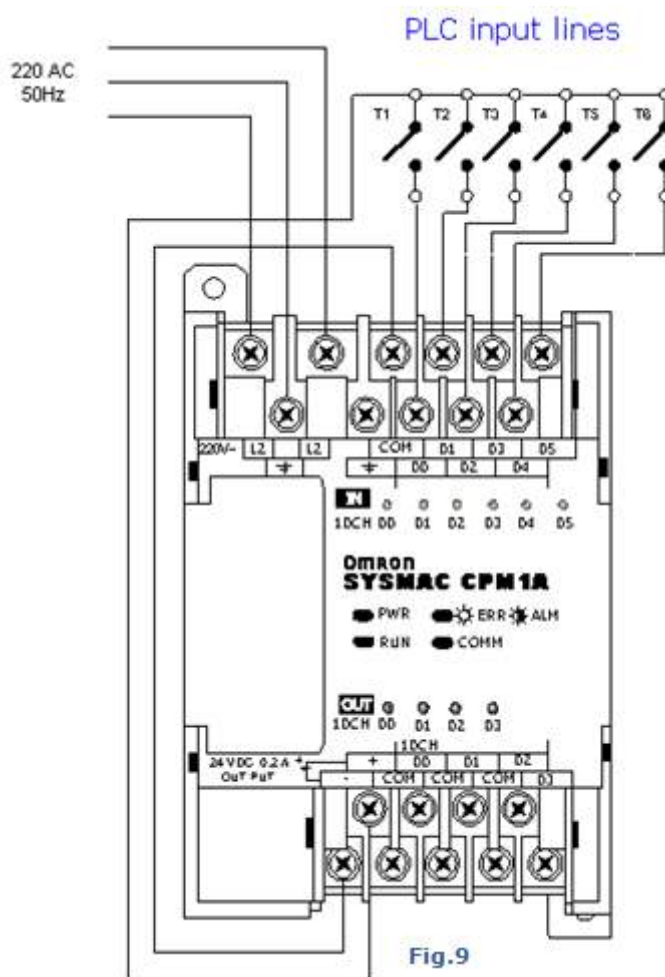 PLC input lines
220 AC
50Hz
T1 T2 T3 T4 T5 T6
220V~ L2 L2 COM D1 D3 D5
D0 D2 D4
IN
1DCH D0 D1 D2 D3 D4 D5
Omron
SYSMAC CPM1A
PWR ERR ALM
RUN COMM
OUT
1DCH D0 D1 D2 D3
1DCH
24 VDC 0.2 A + + D0 D1 D2
OUT PUT - COM COM COM D3
Fig.9